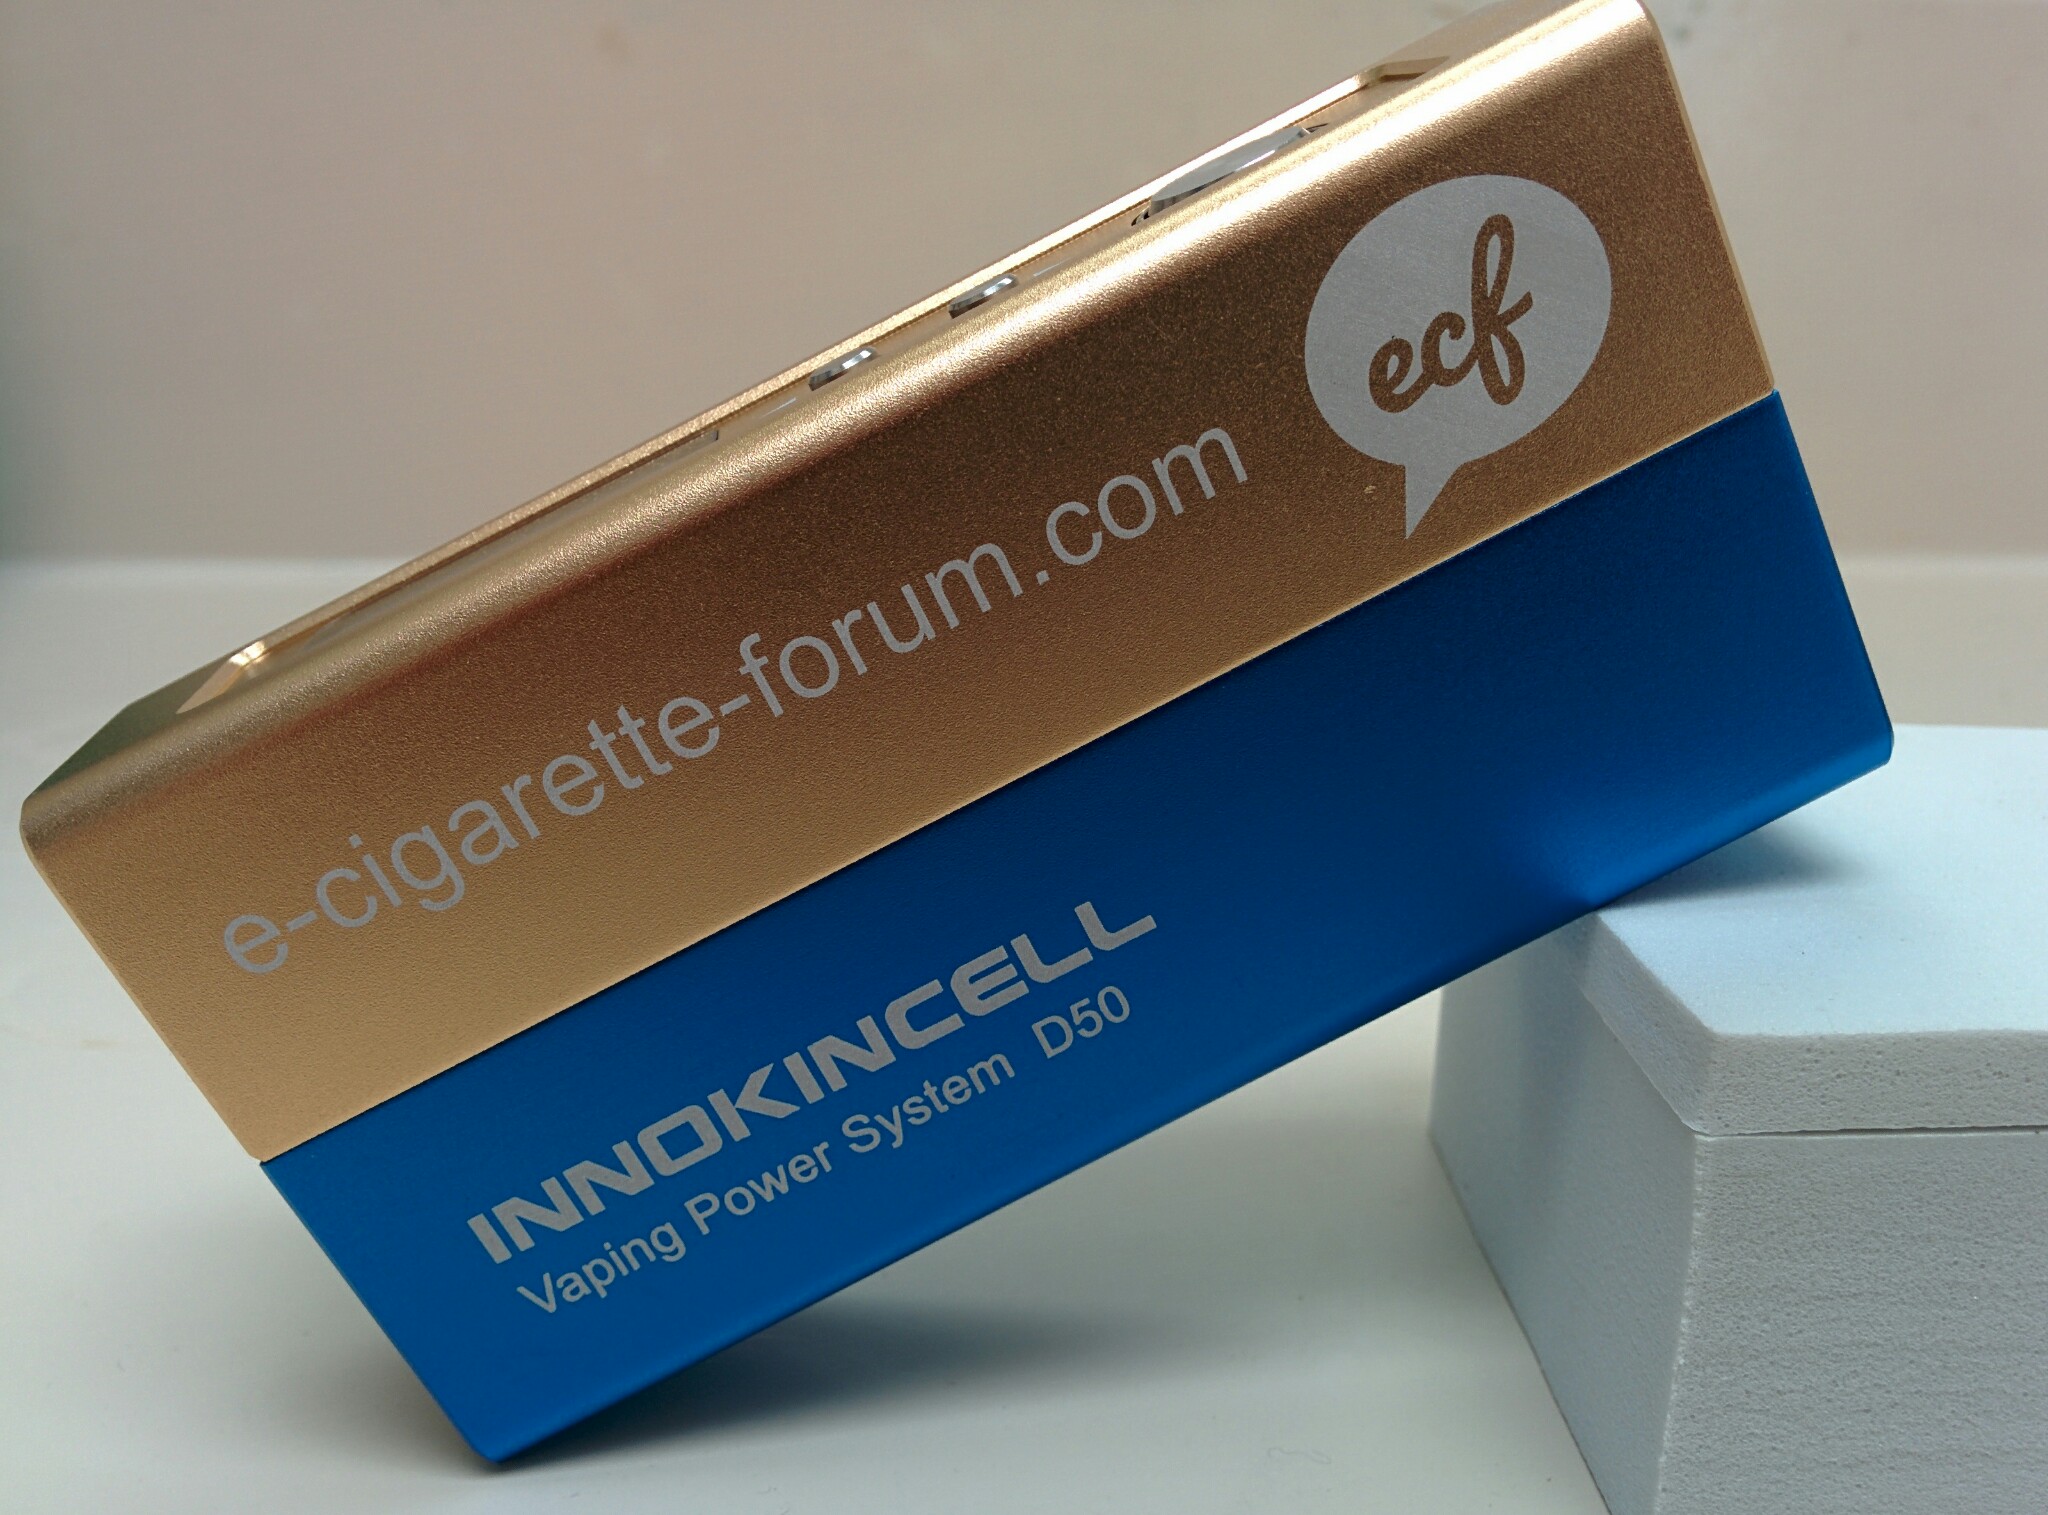 ecf
e-cigarette-forum.com
INNOKINCELL
Vaping Power System D50